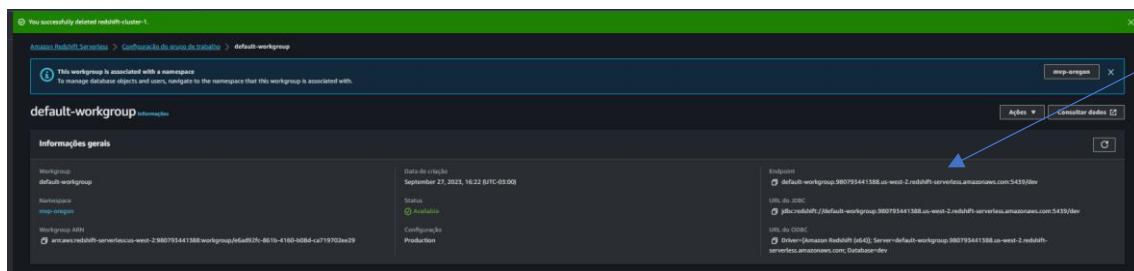 You successfully deleted redshift-cluster-1.
Amazon Redshift Serverless > Configuração do grupo de trabalho > default-workgroup
This workgroup is associated with a namespace
To manage database objects and users, navigate to the namespace that this workgroup is associated with.
mvp-oregon
default-workgroup Informações
Ações
Consultar dados
Informações gerais
Workgroup
default-workgroup
Namespace
mvp-oregon
Workgroup ARN
arn:aws:redshift-serverless:us-west-2:980793441388:workgroup/e6ad92fc-861b-4160-b08d-ca719702ee29
Data de criação
September 27, 2023, 16:22 (UTC-03:00)
Status
Available
Configuração
Production
Endpoint
default-workgroup.980793441388.us-west-2.redshift-serverless.amazonaws.com:5439/dev
URL do JDBC
jdbc:redshift://default-workgroup.980793441388.us-west-2.redshift-serverless.amazonaws.com:5439/dev
URL do ODBC
Driver={Amazon Redshift (x64)}; Server=default-workgroup.980793441388.us-west-2.redshift-
serverless.amazonaws.com; Database=dev